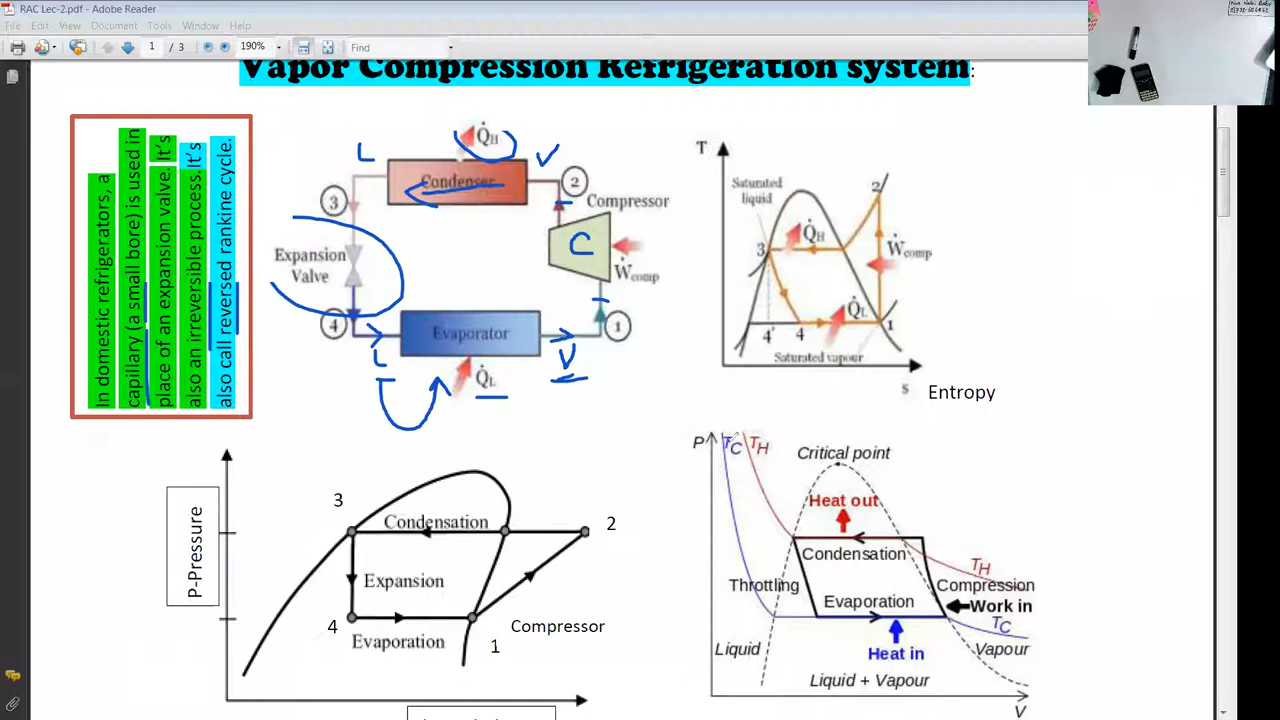 RAC Lec-2.pdf - Adobe Reader
File Edit View Document Tools Window Help
1 / 3 190% Find
Vapor Compression Refrigeration system:
In domestic refrigerators, a
capillary (a small bore) is used in
place of an expansion valve. It's
also an irreversible process.It's
also call reversed rankine cycle.
Q̇H
L
V
Condenser
2
3
Compressor
C
Expansion
Valve
Ẇcomp
4
Evaporator
1
L
V
Q̇L
T
Saturated
liquid
2
3
Q̇H
Ẇcomp
Q̇L
4' 4
1
Saturated vapour
s
Entropy
P-Pressure
3
Condensation
2
Expansion
4
Evaporation
Compressor
1
P
TC
TH
Critical point
Heat out
Condensation
TH
Throttling
Compression
Evaporation
Work in
TC
Liquid
Heat in
Vapour
Liquid + Vapour
V